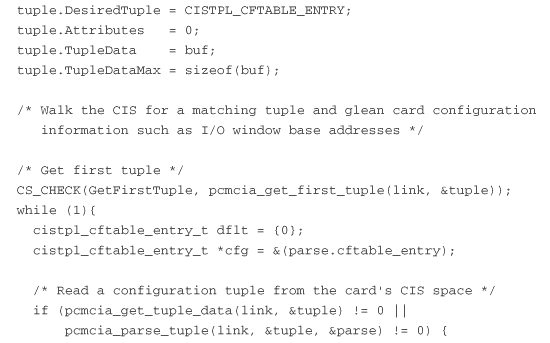 tuple.DesiredTuple = CISTPL_CFTABLE_ENTRY;
tuple.Attributes   = 0;
tuple.TupleData    = buf;
tuple.TupleDataMax = sizeof(buf);

/* Walk the CIS for a matching tuple and glean card configuration
   information such as I/O window base addresses */

/* Get first tuple */
CS_CHECK(GetFirstTuple, pcmcia_get_first_tuple(link, &tuple));
while (1){
  cistpl_cftable_entry_t dflt = {0};
  cistpl_cftable_entry_t *cfg = &(parse.cftable_entry);

  /* Read a configuration tuple from the card's CIS space */
  if (pcmcia_get_tuple_data(link, &tuple) != 0 ||
      pcmcia_parse_tuple(link, &tuple, &parse) != 0) {